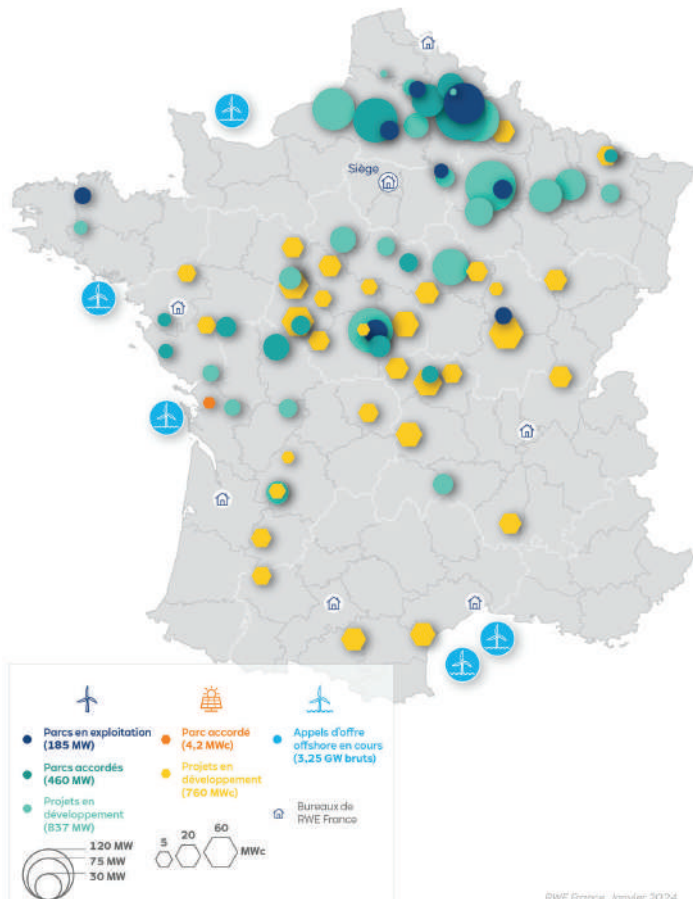 Siège
Parcs en exploitation
(185 MW)
Parcs accordés
(460 MW)
Projets en
développement
(837 MW)
120 MW
75 MW
30 MW
Parc accordé
(4,2 MWc)
Projets en
développement
(760 MWc)
5
20
60
MWc
Appels d'offre
offshore en cours
(3,25 GW bruts)
Bureaux de
RWE France
RWE France, Janvier 2024